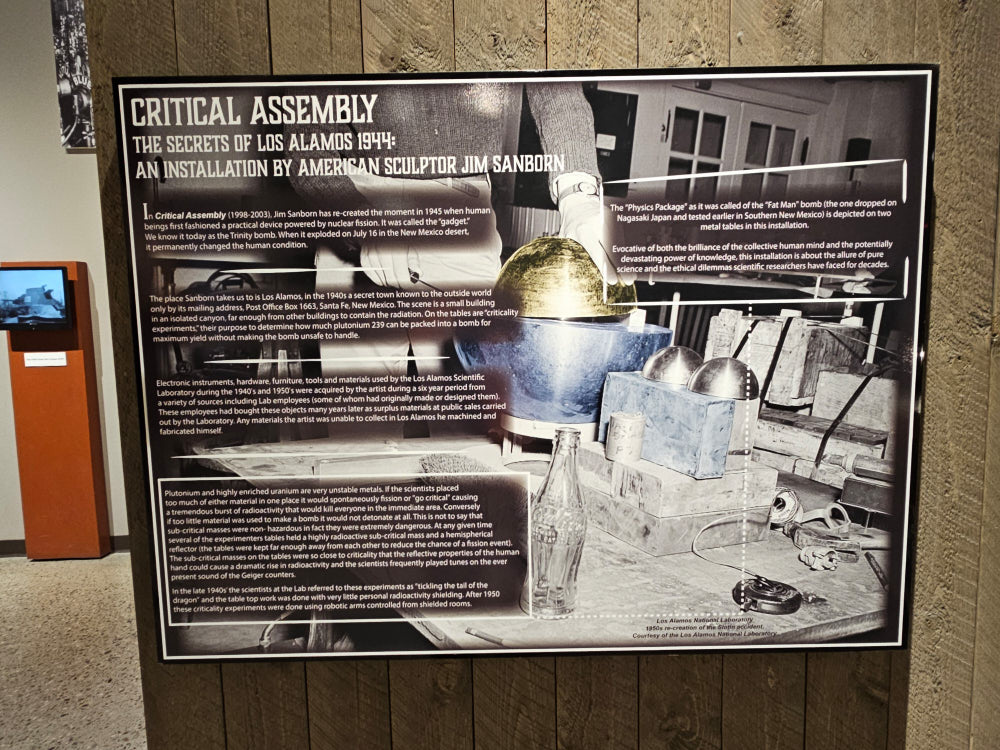 CRITICAL ASSEMBLY
THE SECRETS OF LOS ALAMOS 1944:
AN INSTALLATION BY AMERICAN SCULPTOR JIM SANBORN
In Critical Assembly (1998-2003), Jim Sanborn has re-created the moment in 1945 when human
beings first fashioned a practical device powered by nuclear fission. It was called the "gadget."
We know it today as the Trinity bomb. When it exploded on July 16 in the New Mexico desert,
it permanently changed the human condition.
The place Sanborn takes us to is Los Alamos, in the 1940s a secret town known to the outside world
only by its mailing address, Post Office Box 1663, Santa Fe, New Mexico. The scene is a small building
in an isolated canyon, far enough from other buildings to contain the radiation. On the tables are "criticality
experiments," their purpose to determine how much plutonium 239 can be packed into a bomb for
maximum yield without making the bomb unsafe to handle.
Electronic instruments, hardware, furniture, tools and materials used by the Los Alamos Scientific
Laboratory during the 1940's and 1950's were acquired by the artist during a six year period from
a variety of sources including Lab employees (some of whom had originally made or designed them).
These employees had bought these objects many years later as surplus materials at public sales carried
out by the Laboratory. Any materials the artist was unable to collect in Los Alamos he machined and
fabricated himself.
Plutonium and highly enriched uranium are very unstable metals. If the scientists placed
too much of either material in one place it would spontaneously fission or "go critical" causing
a tremendous burst of radioactivity that would kill everyone in the immediate area. Conversely
if too little material was used to make a bomb it would not detonate at all. This is not to say that
sub-critical masses were non- hazardous in fact they were extremely dangerous. At any given time
several of the experimenters tables held a highly radioactive sub-critical mass and a hemispherical
reflector (the tables were kept far enough away from each other to reduce the chance of a fission event).
The sub-critical masses on the tables were so close to criticality that the reflective properties of the human
hand could cause a dramatic rise in radioactivity and the scientists frequently played tunes on the ever
present sound of the Geiger counters.
In the late 1940s' the scientists at the Lab referred to these experiments as "tickling the tail of the
dragon" and the table top work was done with very little personal radioactivity shielding. After 1950
these criticality experiments were done using robotic arms controlled from shielded rooms.
The "Physics Package" as it was called of the "Fat Man" bomb (the one dropped on
Nagasaki Japan and tested earlier in Southern New Mexico) is depicted on two
metal tables in this installation.
Evocative of both the brilliance of the collective human mind and the potentially
devastating power of knowledge, this installation is about the allure of pure
science and the ethical dilemmas scientific researchers have faced for decades.
Coca-Cola
Los Alamos National Laboratory
1950s re-creation of the Slotin accident.
Courtesy of the Los Alamos National Laboratory